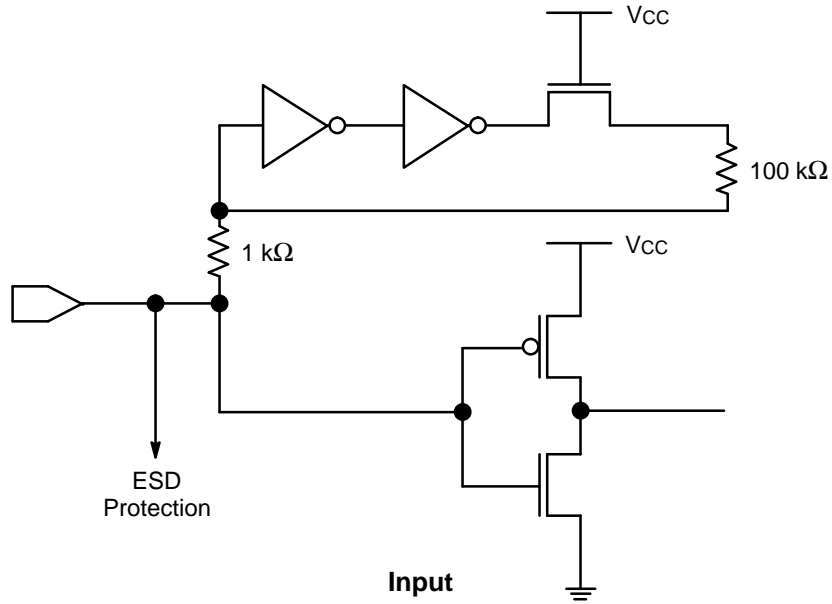 VCC
100 kΩ
1 kΩ
VCC
ESD
Protection
Input